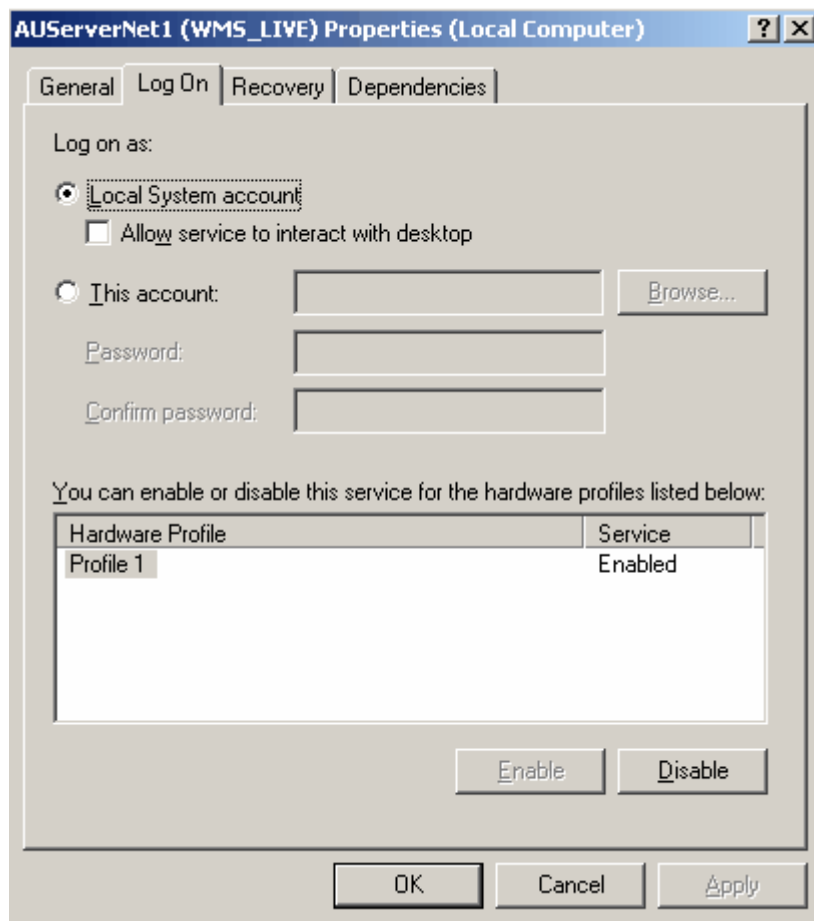 AUServerNet1 (WMS_LIVE) Properties (Local Computer)
General Log On Recovery Dependencies
Log on as:
Local System account
Allow service to interact with desktop
This account: Browse...
Password:
Confirm password:
You can enable or disable this service for the hardware profiles listed below:
Hardware Profile Service
Profile 1 Enabled
Enable Disable
OK Cancel Apply